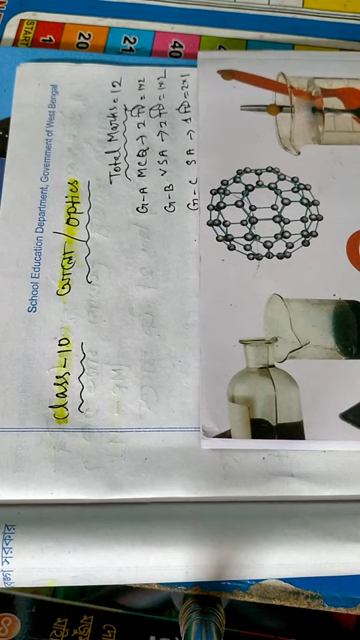 School Education Department, Government of West Bengal
Class-10 আলো/optics
Total Marks = 12
G-A MCQ → 2টি = 1×2
G-B VSA → 2টি = 1×2
G-C SA → 1টি = 2×1
সরকার
START
1
20
21
40